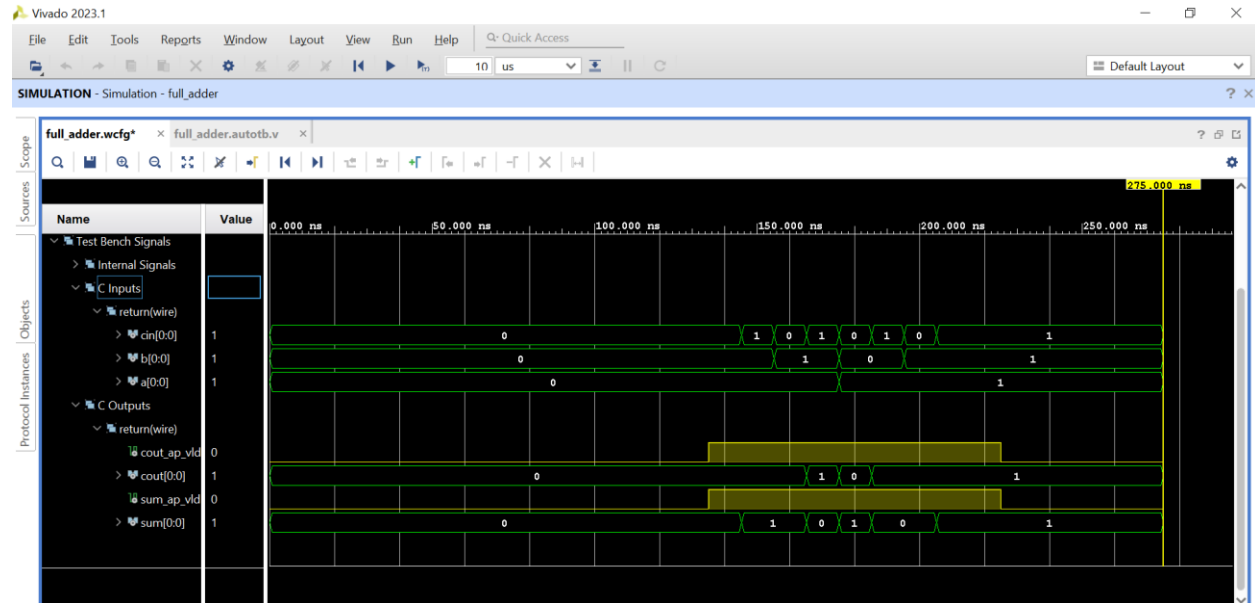 Vivado 2023.1
File Edit Tools Reports Window Layout View Run Help Q- Quick Access
10 us Default Layout
SIMULATION - Simulation - full_adder ? ×
full_adder.wcfg* × full_adder.autotb.v × ?
Scope
Sources
Objects
Protocol Instances
275.000 ns
Name Value 0.000 ns 50.000 ns 100.000 ns 150.000 ns 200.000 ns 250.000 ns
Test Bench Signals
Internal Signals
C Inputs
return(wire)
cin[0:0] 1 0 1 0 1 0 1 0 1
b[0:0] 1 0 1 0 1
a[0:0] 1 0 1
C Outputs
return(wire)
cout_ap_vld 0
cout[0:0] 1 0 1 0 1
sum_ap_vld 0
sum[0:0] 1 0 1 0 1 0 1